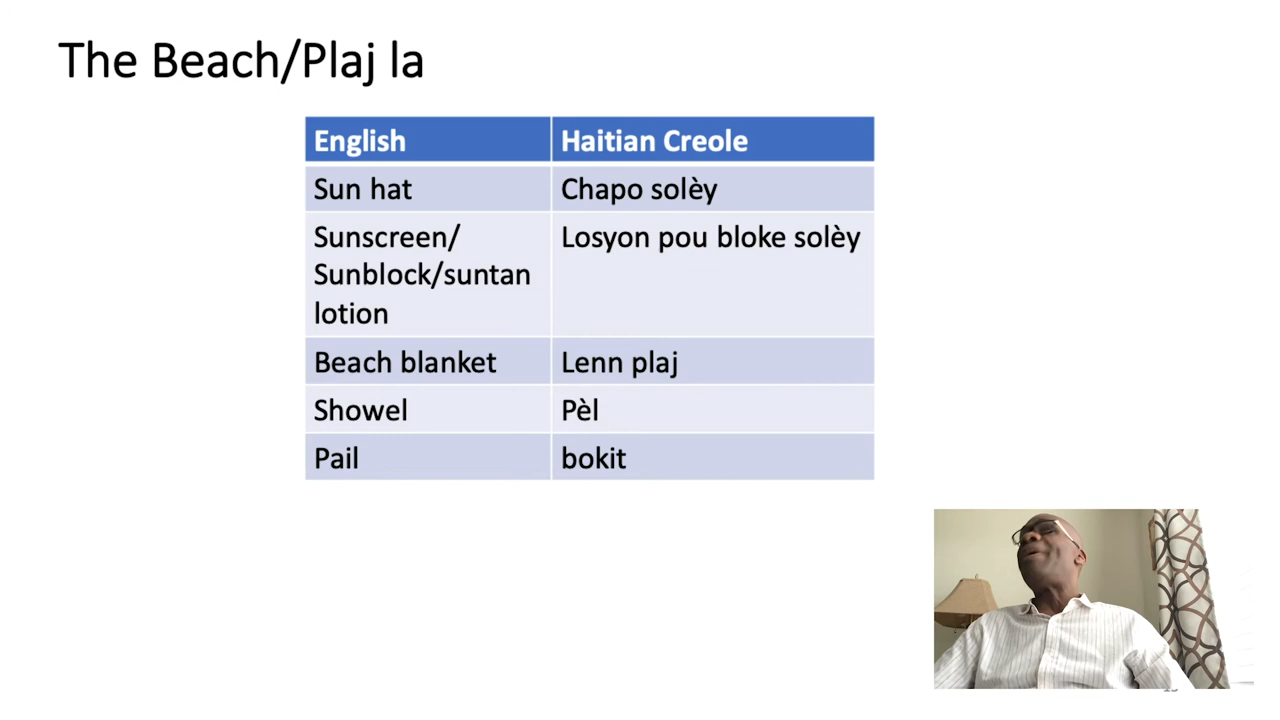 The Beach/Plaj la
English Haitian Creole
Sun hat Chapo solèy
Sunscreen/ Losyon pou bloke solèy
Sunblock/suntan
lotion
Beach blanket Lenn plaj
Showel Pèl
Pail bokit